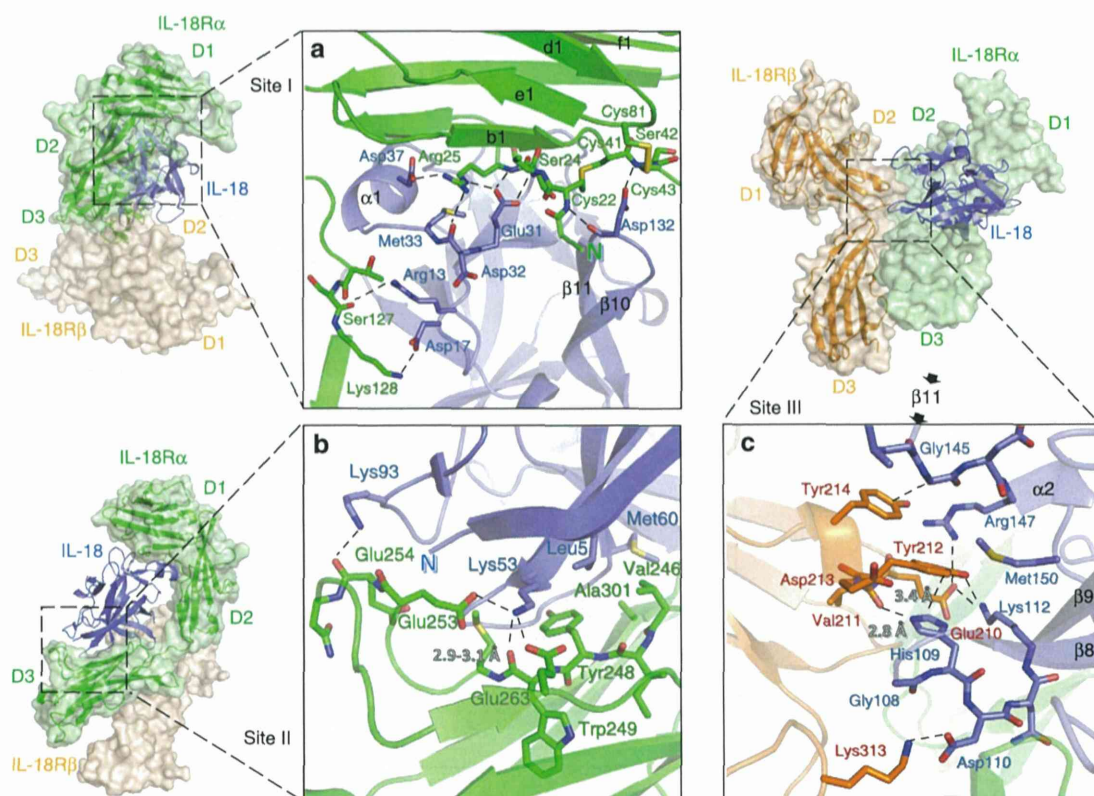 IL-18Rα
D1
Site I
D2
IL-18
D3
D2
D3
IL-18Rβ
D1
a
d1
f1
e1
b1
Cys81
Ser42
Cys41
Asp37
Arg25
Ser24
Cys43
α1
Cys22
Met33
Glu31
Asp132
Arg13
Asp32
N
β11
β10
Ser127
Asp17
Lys128
IL-18Rβ
IL-18Rα
D2
D2
D1
D1
IL-18
D3
D3
Site III
β11
IL-18Rα
D1
IL-18
D2
D3
Site II
IL-18Rβ
b
Lys93
Met60
Glu254
N
Lys53
Leu5
Val246
Ala301
Glu253
2.9-3.1 Å
Glu263
Tyr248
Trp249
c
Gly145
Tyr214
α2
Arg147
Tyr212
Asp213
Met150
3.4 Å
β9
Val211
Lys112
2.8 Å
Glu210
β8
His109
Gly108
Lys313
Asp110